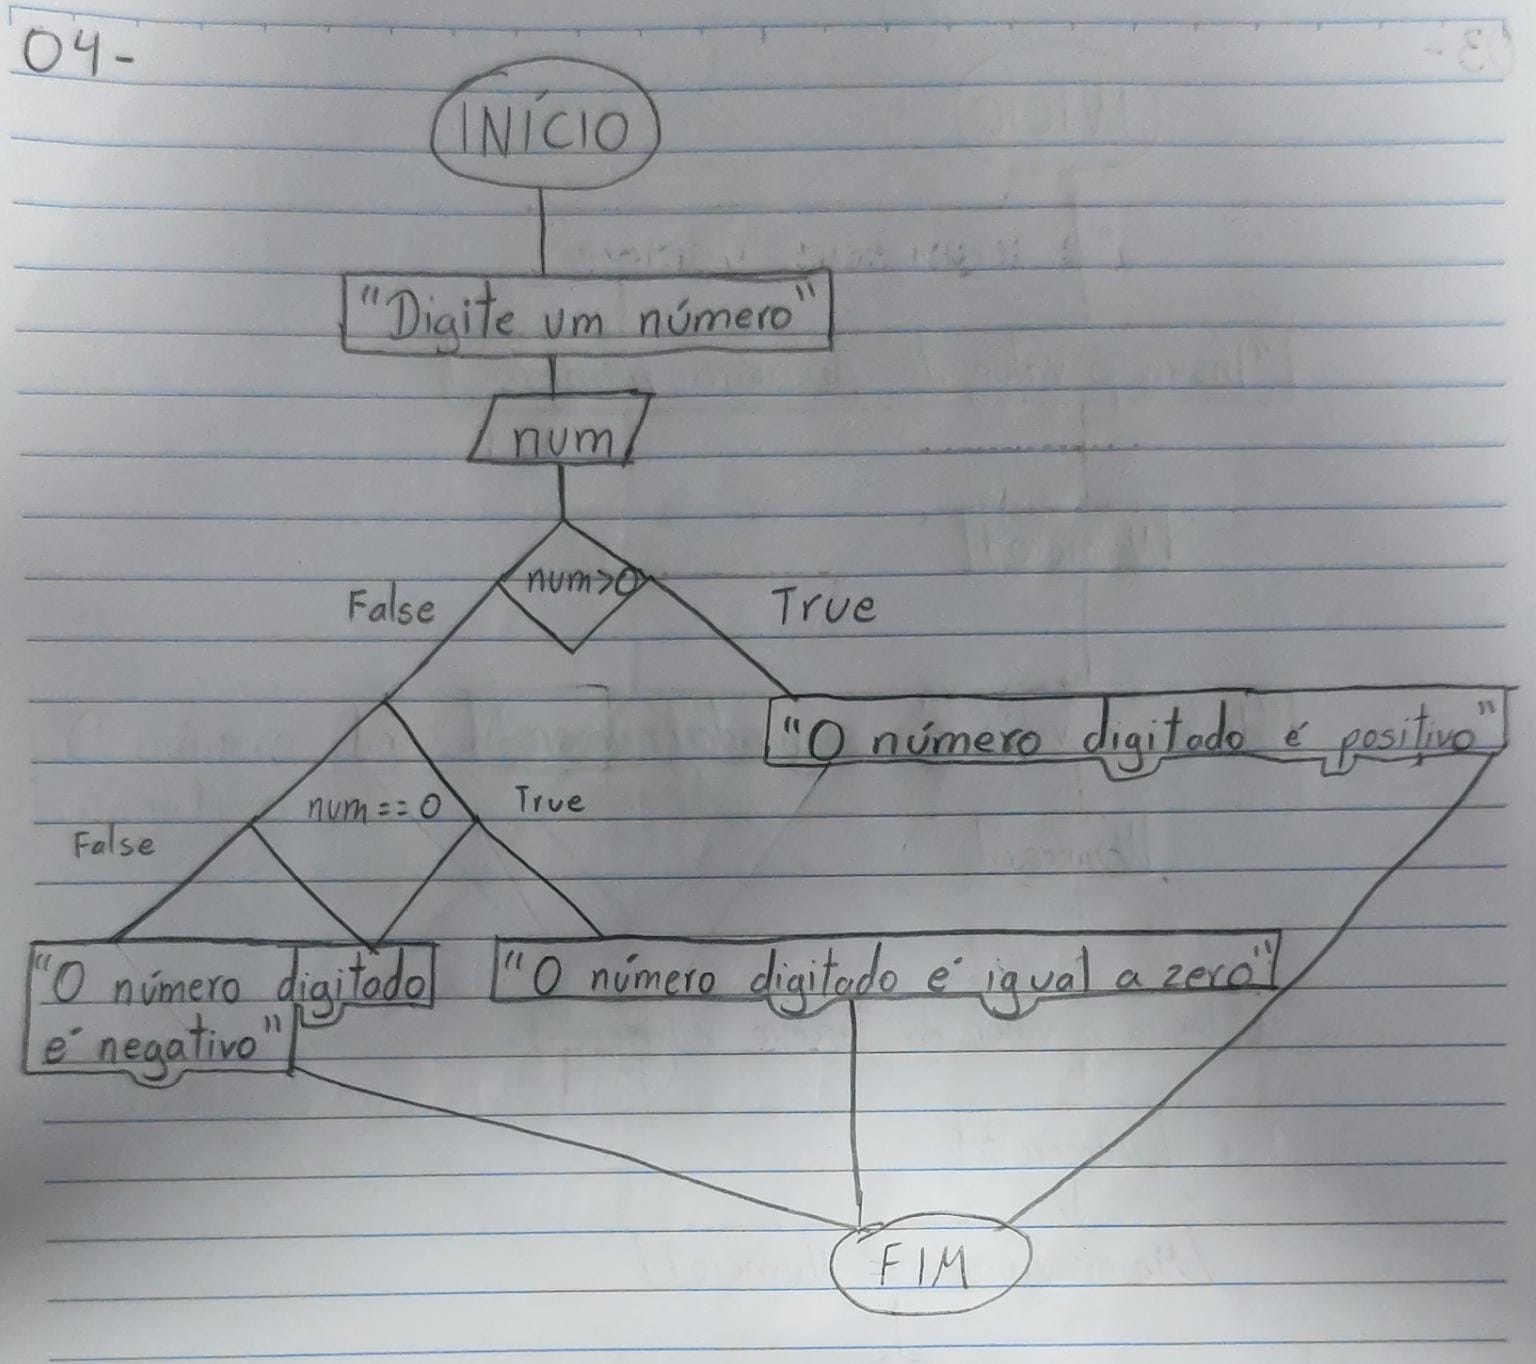 04-
INÍCIO
"Digite um número"
num
num>0
False
True
"O número digitado é positivo"
num==0
True
False
"O número digitado
é negativo"
"O número digitado é igual a zero"
FIM